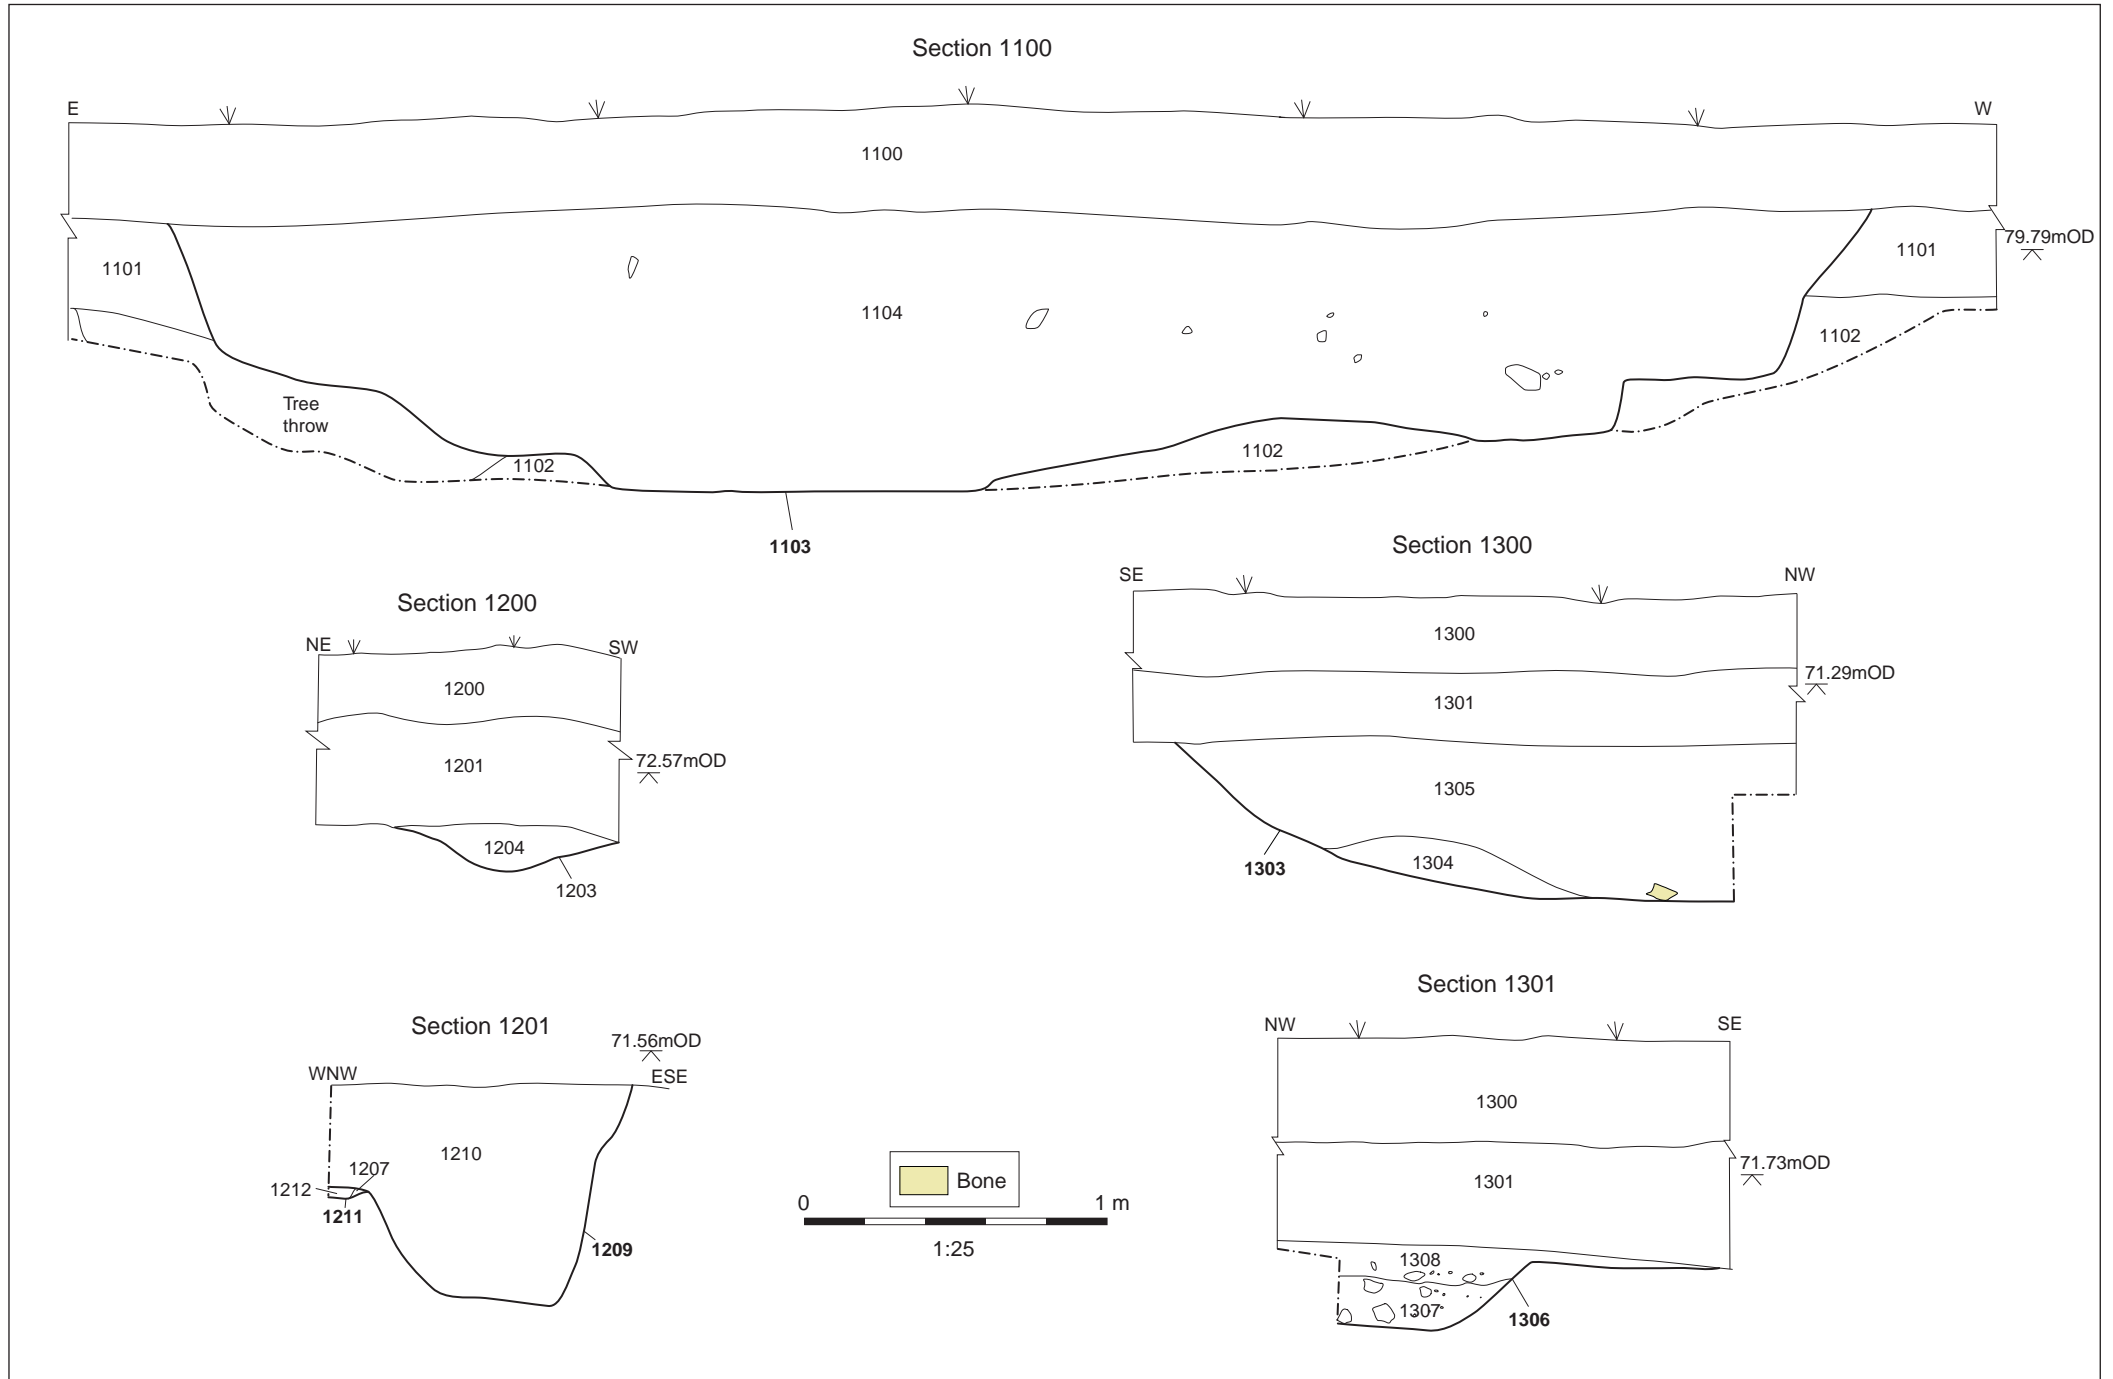 Section 1100
E
W
1100
1101
1101
79.79mOD
1104
1102
Tree
throw
1102
1102
1103
Section 1200
NE
SW
1200
1201
72.57mOD
1204
1203
Section 1300
SE
NW
1300
71.29mOD
1301
1305
1304
1303
Section 1201
71.56mOD
WNW
ESE
1210
1207
1212
1211
1209
Bone
0
1 m
1:25
Section 1301
NW
SE
1300
71.73mOD
1301
1308
1307
1306